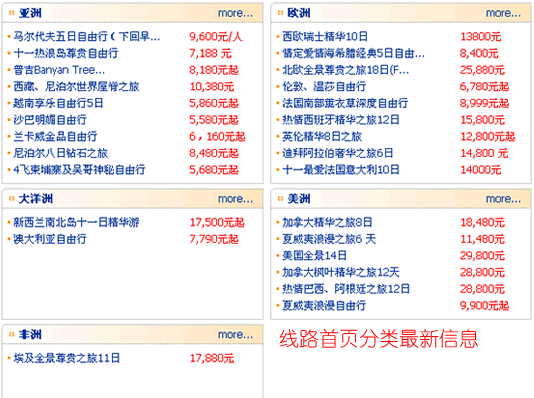 亚洲 more...
马尔代夫五日自由行（下回早... 9,600元/人
十一热浪岛尊贵自由行 7,188 元
普吉Banyan Tree... 8,180元起
西藏、尼泊尔世界屋脊之旅 10,380元
越南享乐自由行5日 5,860元起
沙巴明媚自由行 5,580元起
兰卡威金品自由行 6，160元起
尼泊尔八日钻石之旅 8,480元起
4飞柬埔寨及吴哥神秘自由行 5,680元起
欧洲 more...
西欧瑞士精华10日 13800元
情定爱情海希腊经典5日自由... 8,400元
北欧全景尊贵之旅18日(F... 25,880元
伦敦、温莎自由行 6,780元起
法国南部薰衣草深度自由行 8,999元起
热情西班牙精华之旅12日 15,800元
英伦精华8日之旅 12,800元起
迪拜阿拉伯奢华之旅6日 14,800 元
十一最爱法国意大利10日 14000元
大洋洲 more...
新西兰南北岛十一日精华游 17,500元起
澳大利亚自由行 7,790元起
美洲 more...
加拿大精华之旅8日 18,480元
夏威夷浪漫之旅6 天 11,480元
美国全景14日 29,800元
加拿大枫叶精华之旅12天 28,800元
热情巴西、阿根廷之旅12日 28,800元
夏威夷浪漫自由行 9,900元起
非洲 more...
埃及全景尊贵之旅11日 17,880元
线路首页分类最新信息